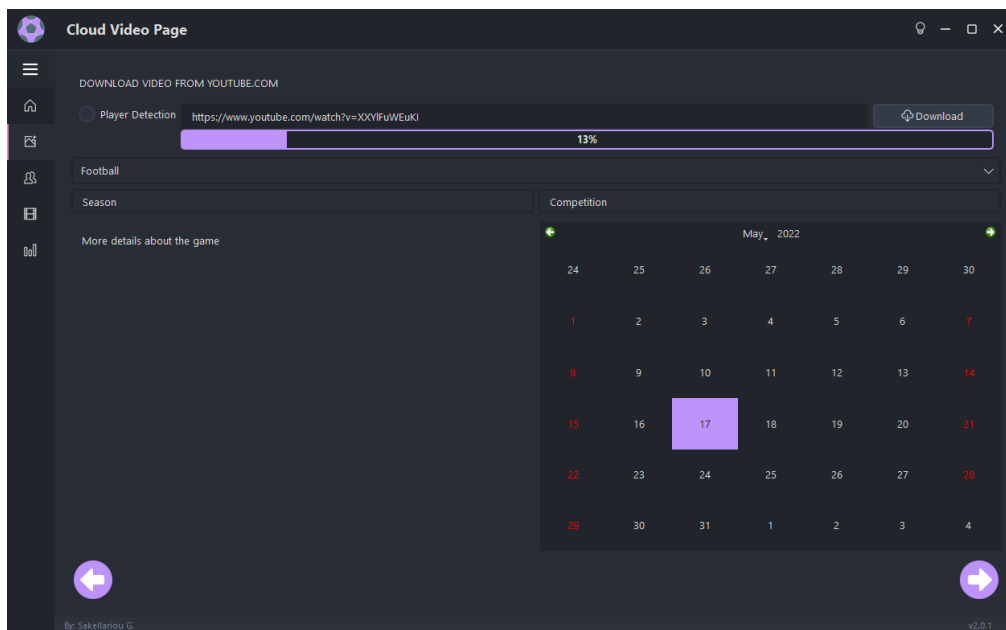 Cloud Video Page
DOWNLOAD VIDEO FROM YOUTUBE.COM
Player Detection https://www.youtube.com/watch?v=XXYlFuWEuKI Download
13%
Football
Season Competition
More details about the game
May 2022
24 25 26 27 28 29 30
1 2 3 4 5 6 7
8 9 10 11 12 13 14
15 16 17 18 19 20 21
22 23 24 25 26 27 28
29 30 31 1 2 3 4
By: Sakellariou G. v2.0.1